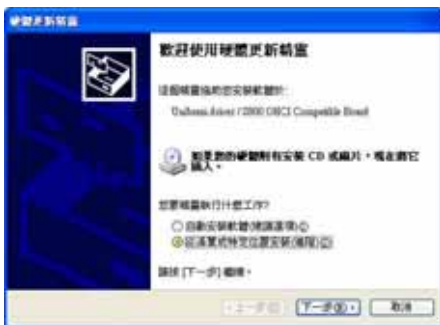 硬體更新精靈
歡迎使用硬體更新精靈
這個精靈協助您安裝軟體於:
2000 OHCI Compatible Board
如果您的硬體附有安裝 CD 或磁片,現在將它
插入。
您要精靈執行什麼工作?
自動安裝軟體(建議選項)(I)
從清單或特定位置安裝(進階)(S)
請按 [下一步] 繼續。
<上一步(B) 下一步(N)> 取消